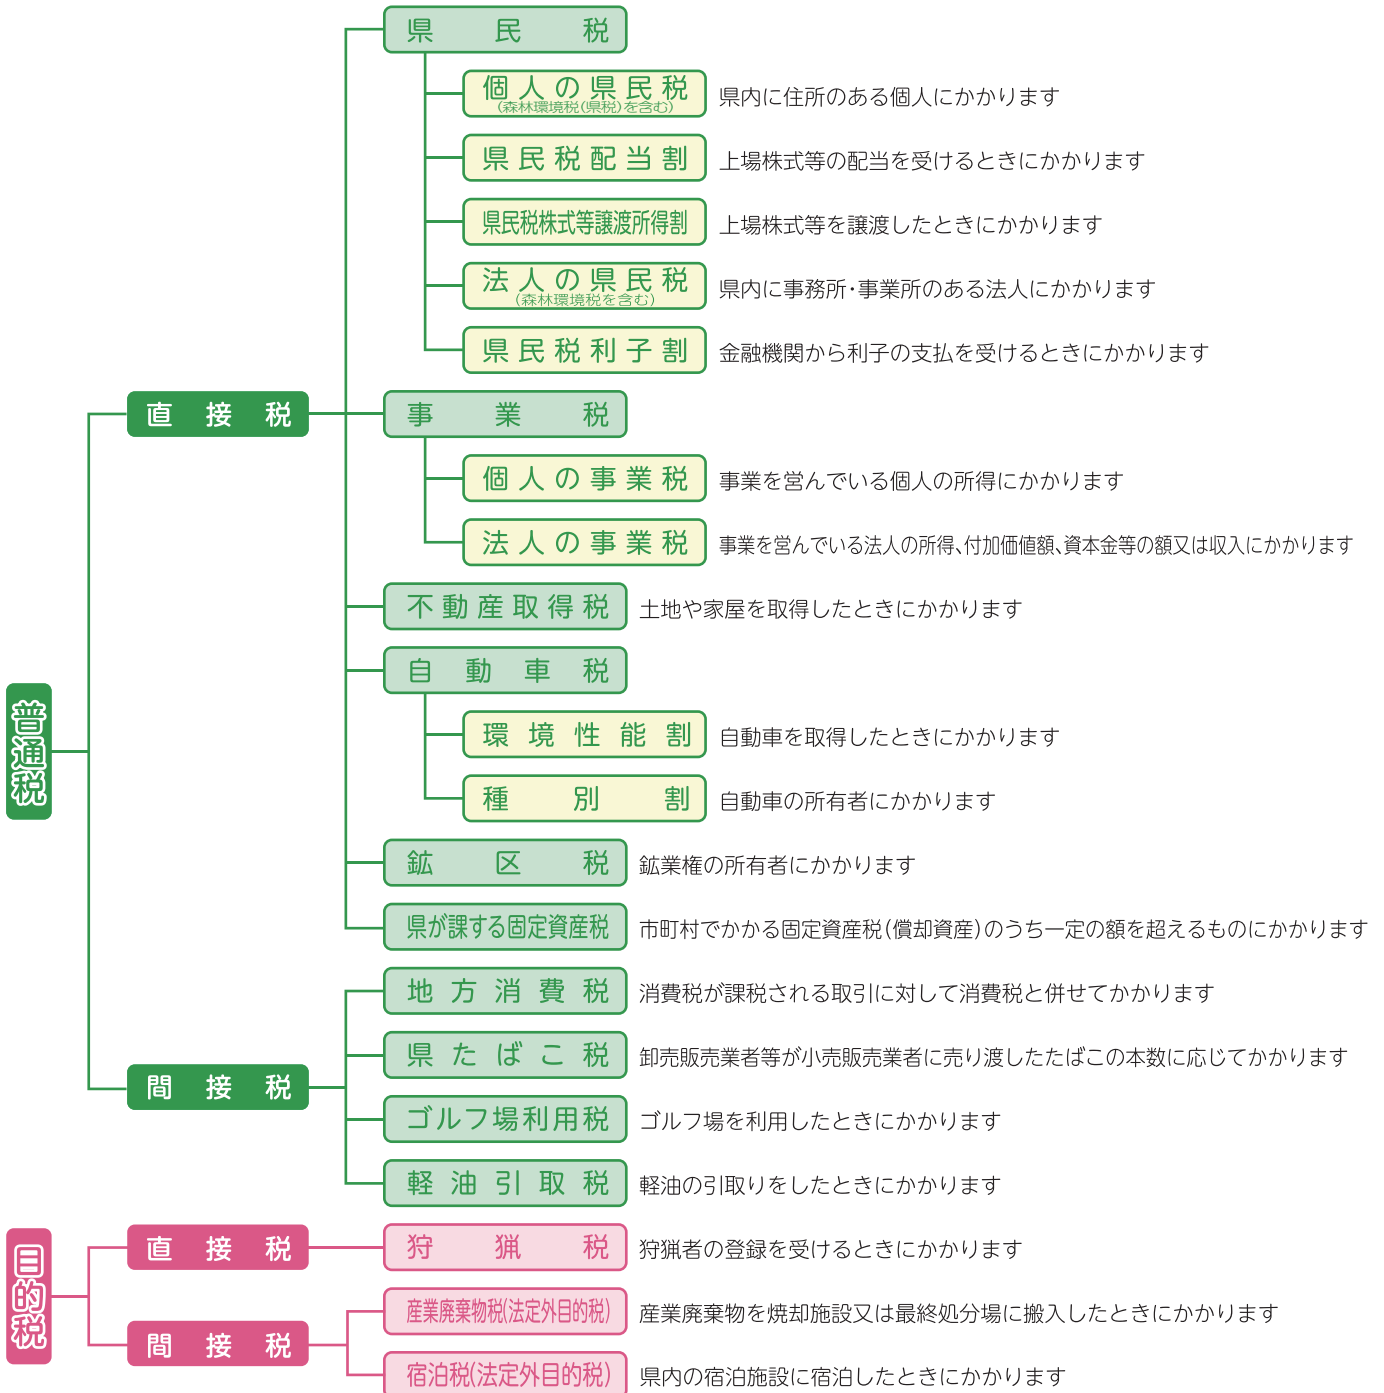 普通税
直接税
県民税
個人の県民税
(森林環境税(県税)を含む)
県内に住所のある個人にかかります
県民税配当割
上場株式等の配当を受けるときにかかります
県民税株式等譲渡所得割
上場株式等を譲渡したときにかかります
法人の県民税
(森林環境税を含む)
県内に事務所・事業所のある法人にかかります
県民税利子割
金融機関から利子の支払を受けるときにかかります
事業税
個人の事業税
事業を営んでいる個人の所得にかかります
法人の事業税
事業を営んでいる法人の所得、付加価値額、資本金等の額又は収入にかかります
不動産取得税
土地や家屋を取得したときにかかります
自動車税
環境性能割
自動車を取得したときにかかります
種別割
自動車の所有者にかかります
鉱区税
鉱業権の所有者にかかります
県が課する固定資産税
市町村でかかる固定資産税(償却資産)のうち一定の額を超えるものにかかります
間接税
地方消費税
消費税が課税される取引に対して消費税と併せてかかります
県たばこ税
卸売販売業者等が小売販売業者に売り渡したたばこの本数に応じてかかります
ゴルフ場利用税
ゴルフ場を利用したときにかかります
軽油引取税
軽油の引取りをしたときにかかります
目的税
直接税
狩猟税
狩猟者の登録を受けるときにかかります
間接税
産業廃棄物税(法定外目的税)
産業廃棄物を焼却施設又は最終処分場に搬入したときにかかります
宿泊税(法定外目的税)
県内の宿泊施設に宿泊したときにかかります